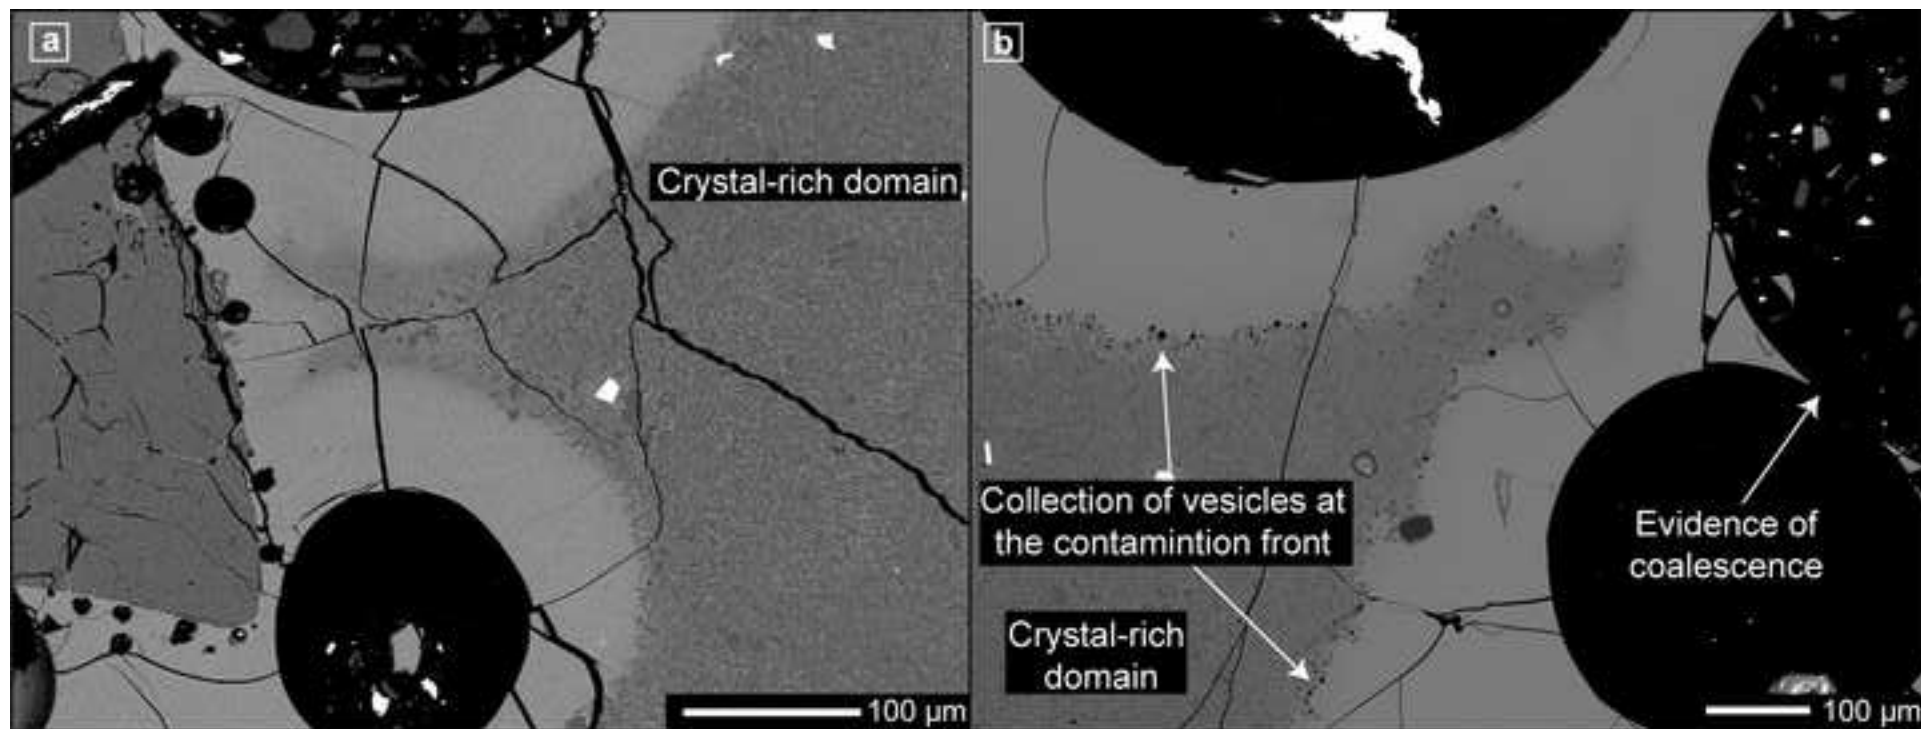 a
Crystal-rich domain
100 µm
b
Collection of vesicles at
the contamintion front
Evidence of
coalescence
Crystal-rich
domain
100 µm